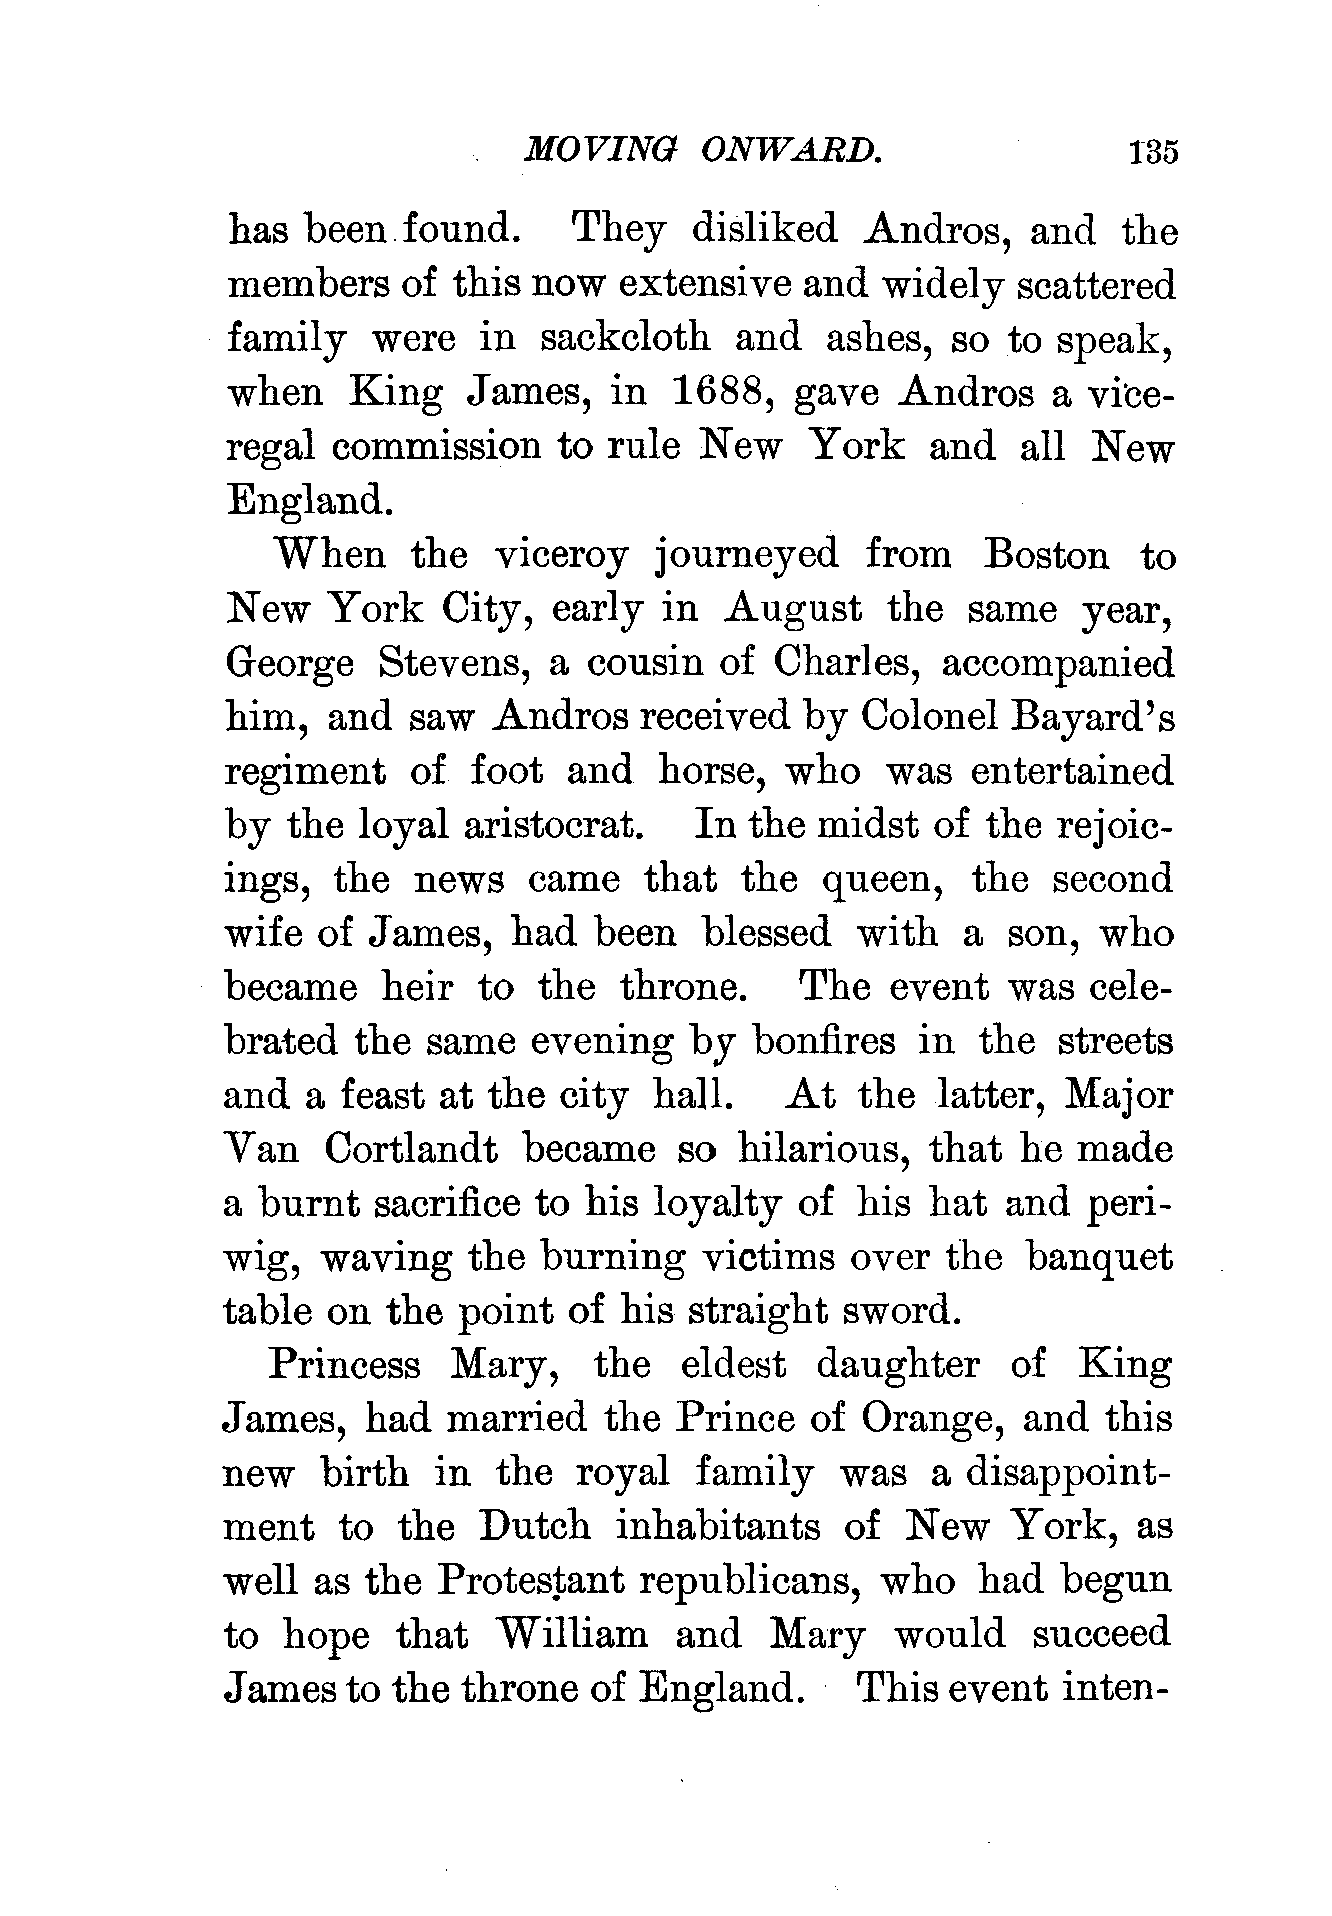 MOVING ONWARD. 135
has been found. They disliked Andros, and the
members of this now extensive and widely scattered
family were in sackcloth and ashes, so to speak,
when King James, in 1688, gave Andros a vice-
regal commission to rule New York and all New
England.
When the viceroy journeyed from Boston to
New York City, early in August the same year,
George Stevens, a cousin of Charles, accompanied
him, and saw Andros received by Colonel Bayard's
regiment of foot and horse, who was entertained
by the loyal aristocrat. In the midst of the rejoic-
ings, the news came that the queen, the second
wife of James, had been blessed with a son, who
became heir to the throne. The event was cele-
brated the same evening by bonfires in the streets
and a feast at the city hall. At the latter, Major
Van Cortlandt became so hilarious, that he made
a burnt sacrifice to his loyalty of his hat and peri-
wig, waving the burning victims over the banquet
table on the point of his straight sword.
Princess Mary, the eldest daughter of King
James, had married the Prince of Orange, and this
new birth in the royal family was a disappoint-
ment to the Dutch inhabitants of New York, as
well as the Protestant republicans, who had begun
to hope that William and Mary would succeed
James to the throne of England. This event inten-